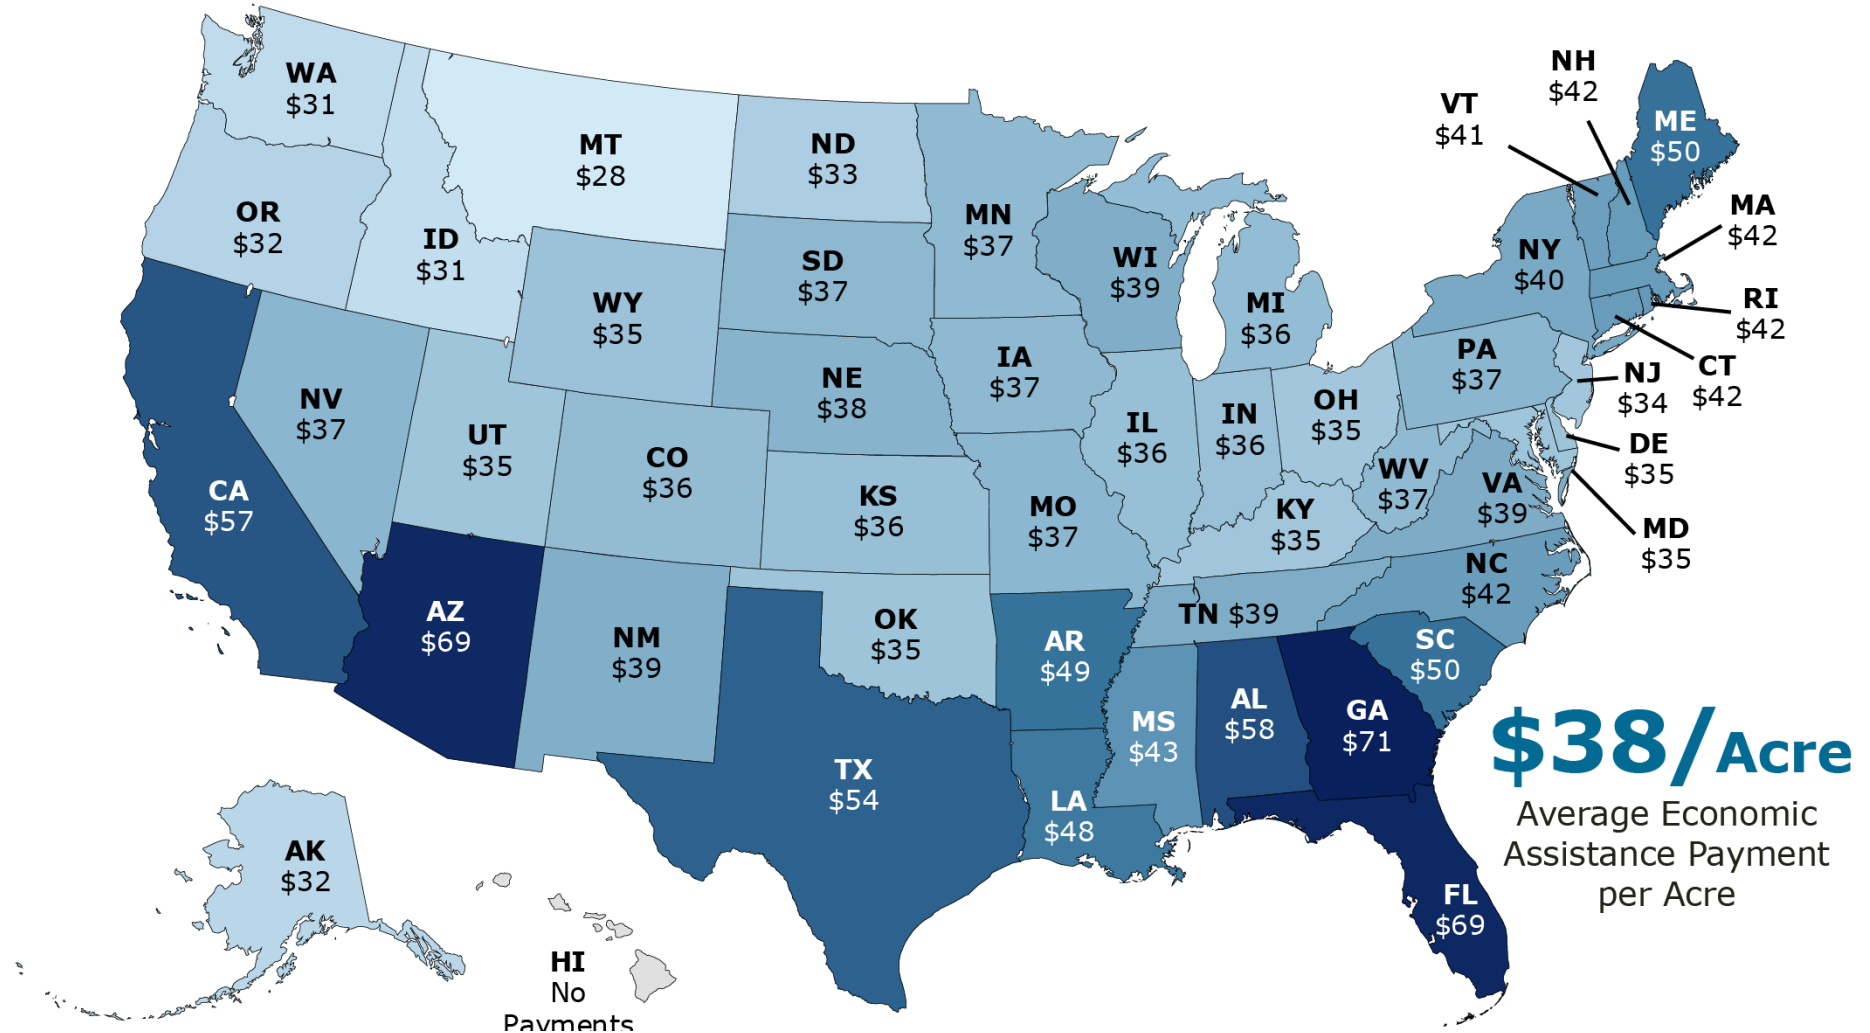 WA
$31
OR
$32
ID
$31
MT
$28
ND
$33
MN
$37
SD
$37
WY
$35
WI
$39
MI
$36
NH
$42
VT
$41
ME
$50
MA
$42
NY
$40
RI
$42
CT
$42
PA
$37
NJ
$34
DE
$35
MD
$35
NV
$37
UT
$35
CO
$36
NE
$38
IA
$37
IL
$36
IN
$36
OH
$35
WV
$37
VA
$39
KY
$35
NC
$42
CA
$57
AZ
$69
NM
$39
KS
$36
MO
$37
OK
$35
AR
$49
TN $39
SC
$50
TX
$54
LA
$48
MS
$43
AL
$58
GA
$71
FL
$69
AK
$32
HI
No
Payments
$38/Acre
Average Economic
Assistance Payment
per Acre